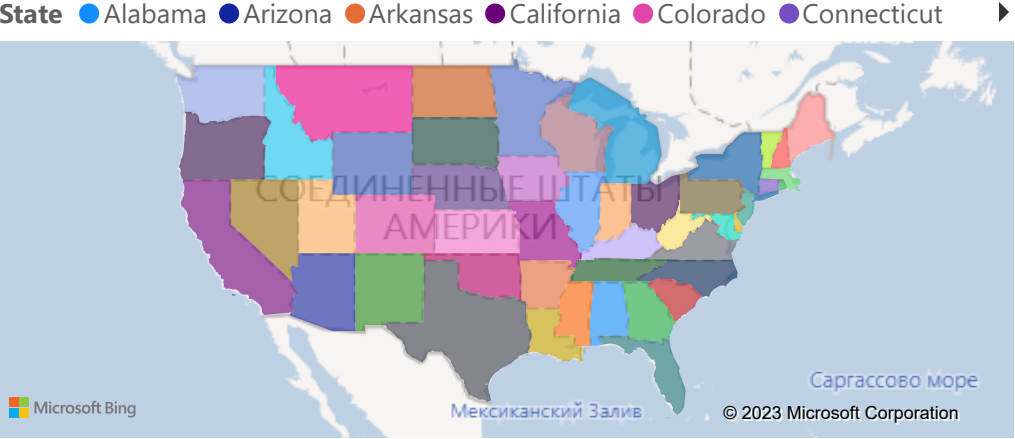 State Alabama Arizona Arkansas California Colorado Connecticut
СОЕДИНЕННЫЕ ШТАТЫ
АМЕРИКИ
Саргассово море
Microsoft Bing
Мексиканский Залив
© 2023 Microsoft Corporation